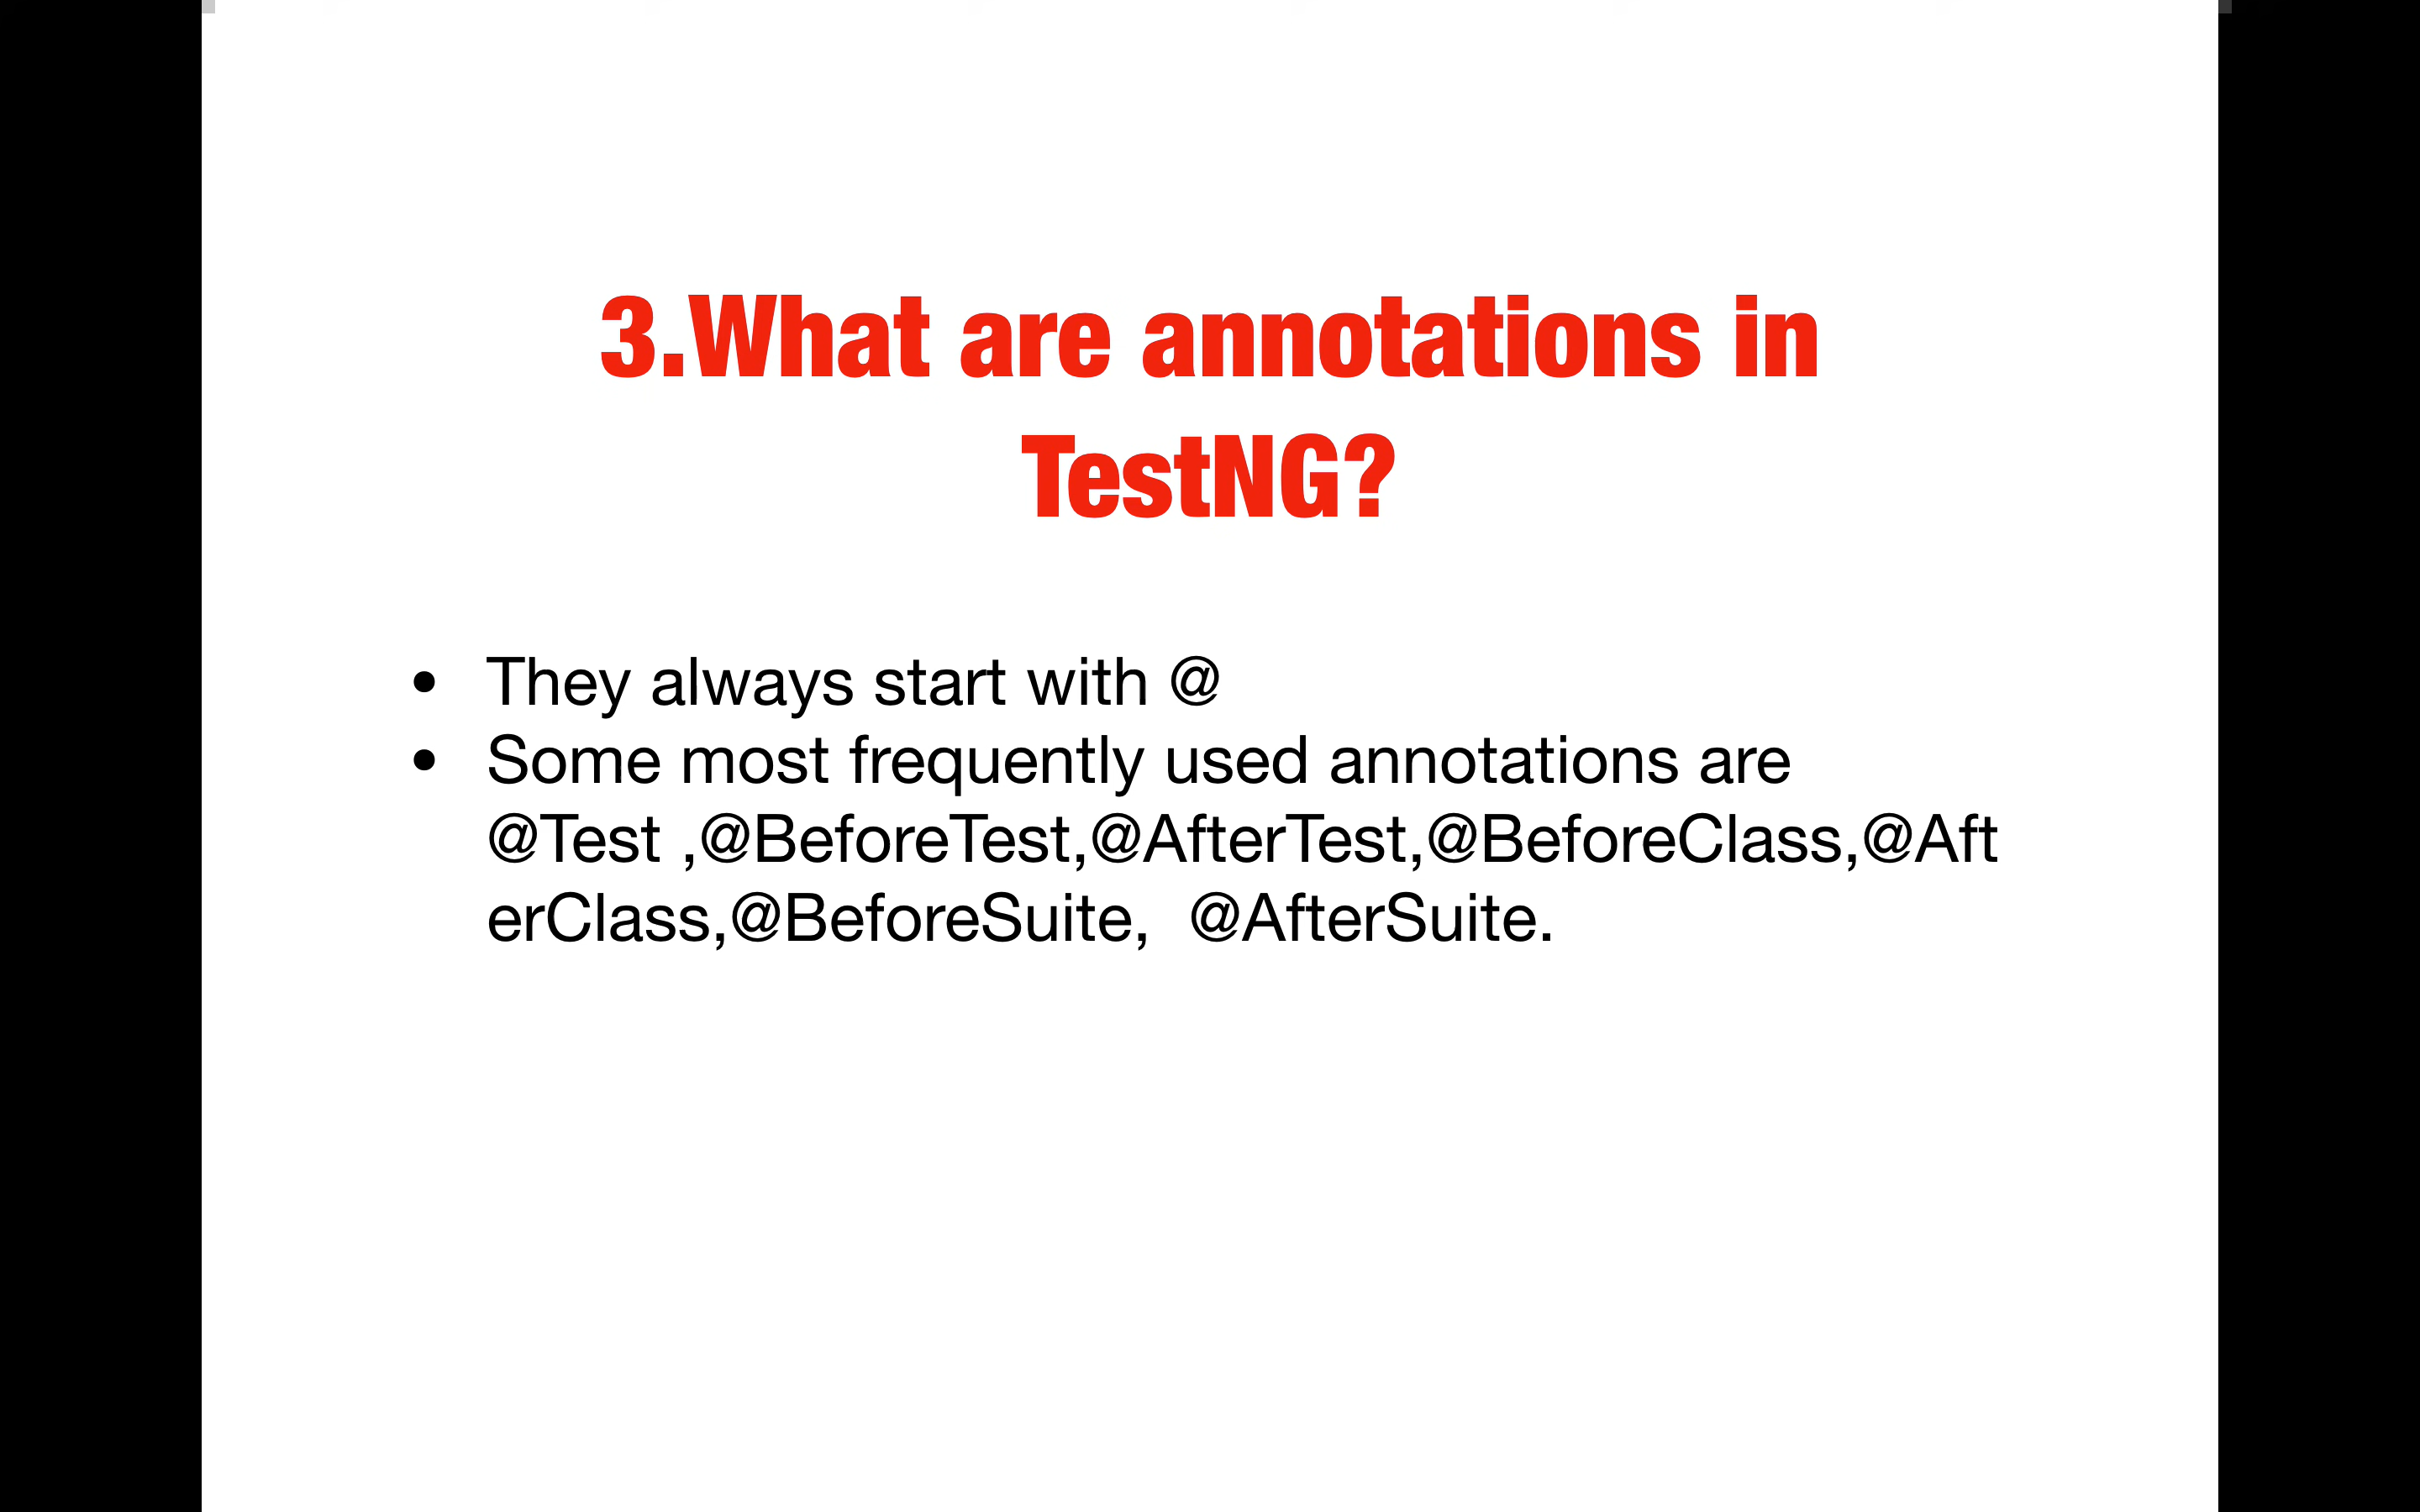 3.What are annotations in
TestNG?
• They always start with @
• Some most frequently used annotations are
@Test ,@BeforeTest,@AfterTest,@BeforeClass,@Aft
erClass,@BeforeSuite,  @AfterSuite.